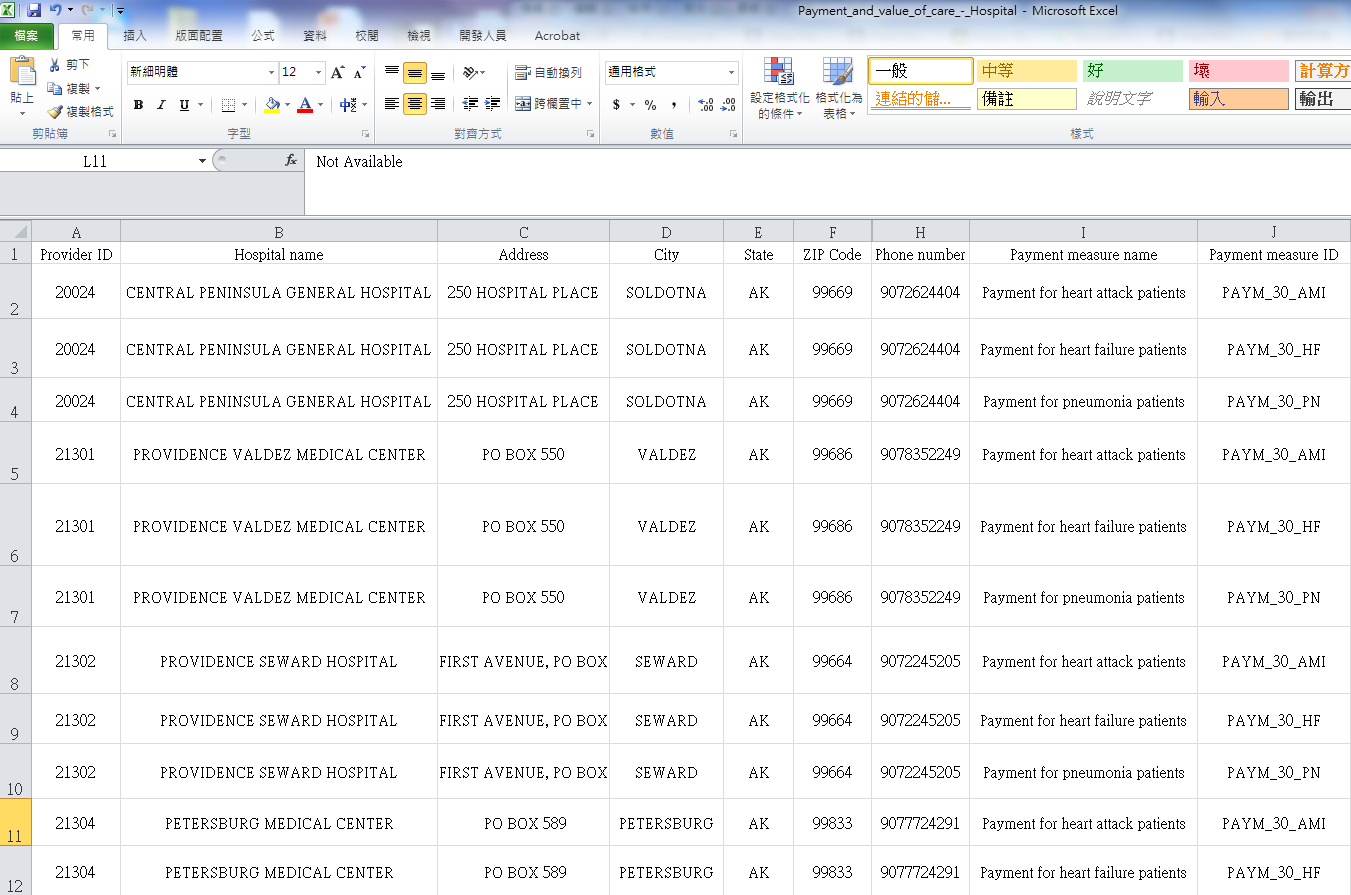 Payment_and_value_of_care_-_Hospital - Microsoft Excel
檔案 常用 插入 版面配置 公式 資料 校閱 檢視 開發人員 Acrobat
貼上 剪下 複製 複製格式 剪貼簿
新細明體 12 A A
B I U A 中 字型
自動換列 跨欄置中 對齊方式
通用格式 $ % , .0 .00 數值
設定格式化的條件 格式化為表格
一般 中等 好 壞 計算方
連結的儲... 備註 說明文字 輸入 輸出
樣式
L11 fx Not Available
A B C D E F G H I J
1 Provider ID Hospital name Address City State ZIP Code Phone number Payment measure name Payment measure ID
2 20024 CENTRAL PENINSULA GENERAL HOSPITAL 250 HOSPITAL PLACE SOLDOTNA AK 99669 9072624404 Payment for heart attack patients PAYM_30_AMI
3 20024 CENTRAL PENINSULA GENERAL HOSPITAL 250 HOSPITAL PLACE SOLDOTNA AK 99669 9072624404 Payment for heart failure patients PAYM_30_HF
4 20024 CENTRAL PENINSULA GENERAL HOSPITAL 250 HOSPITAL PLACE SOLDOTNA AK 99669 9072624404 Payment for pneumonia patients PAYM_30_PN
5 21301 PROVIDENCE VALDEZ MEDICAL CENTER PO BOX 550 VALDEZ AK 99686 9078352249 Payment for heart attack patients PAYM_30_AMI
6 21301 PROVIDENCE VALDEZ MEDICAL CENTER PO BOX 550 VALDEZ AK 99686 9078352249 Payment for heart failure patients PAYM_30_HF
7 21301 PROVIDENCE VALDEZ MEDICAL CENTER PO BOX 550 VALDEZ AK 99686 9078352249 Payment for pneumonia patients PAYM_30_PN
8 21302 PROVIDENCE SEWARD HOSPITAL FIRST AVENUE, PO BOX SEWARD AK 99664 9072245205 Payment for heart attack patients PAYM_30_AMI
9 21302 PROVIDENCE SEWARD HOSPITAL FIRST AVENUE, PO BOX SEWARD AK 99664 9072245205 Payment for heart failure patients PAYM_30_HF
10 21302 PROVIDENCE SEWARD HOSPITAL FIRST AVENUE, PO BOX SEWARD AK 99664 9072245205 Payment for pneumonia patients PAYM_30_PN
11 21304 PETERSBURG MEDICAL CENTER PO BOX 589 PETERSBURG AK 99833 9077724291 Payment for heart attack patients PAYM_30_AMI
12 21304 PETERSBURG MEDICAL CENTER PO BOX 589 PETERSBURG AK 99833 9077724291 Payment for heart failure patients PAYM_30_HF